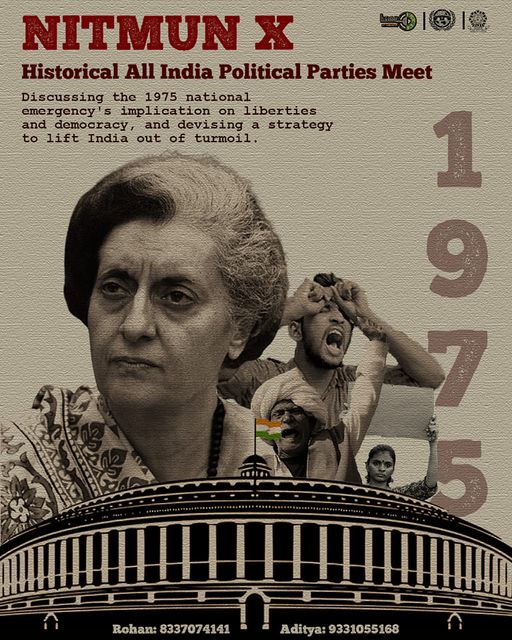 NITMUN X
Historical All India Political Parties Meet
Discussing the 1975 national
emergency's implication on liberties
and democracy, and devising a strategy
to lift India out of turmoil.
1
9
7
5
Rohan: 8337074141 Aditya: 9331055168